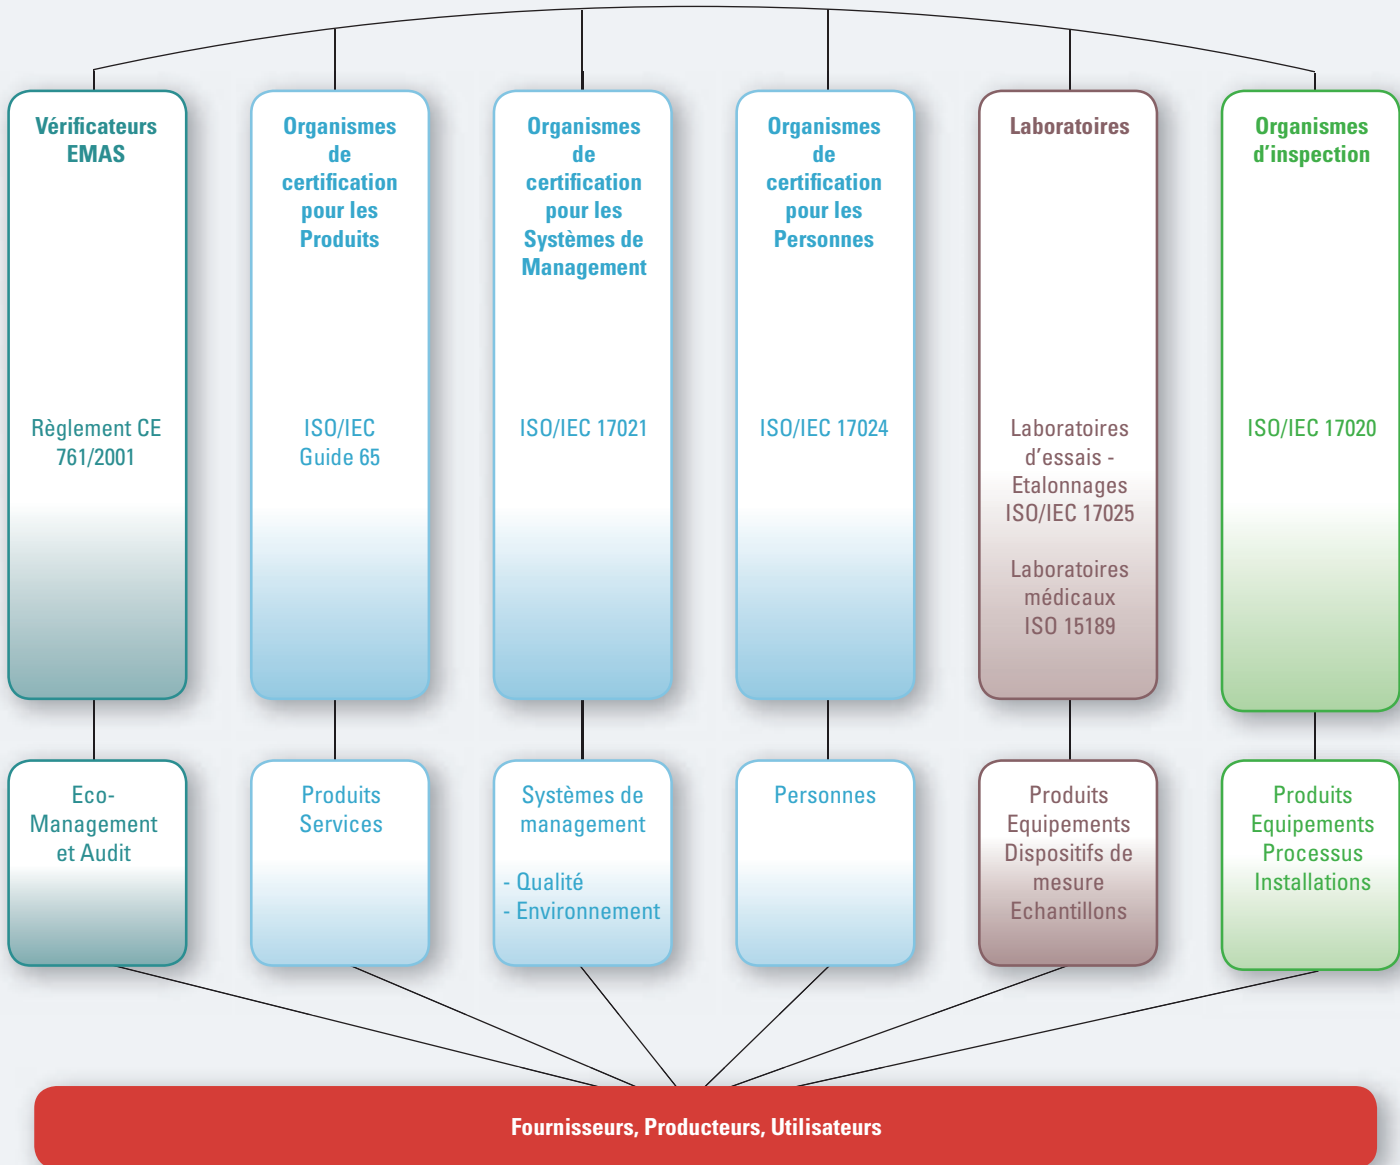 Vérificateurs
EMAS
Règlement CE
761/2001
Organismes
de
certification
pour les
Produits
ISO/IEC
Guide 65
Organismes
de
certification
pour les
Systèmes de
Management
ISO/IEC 17021
Organismes
de
certification
pour les
Personnes
ISO/IEC 17024
Laboratoires
Laboratoires
d’essais -
Etalonnages
ISO/IEC 17025
Laboratoires
médicaux
ISO 15189
Organismes
d’inspection
ISO/IEC 17020
Eco-
Management
et Audit
Produits
Services
Systèmes de
management
- Qualité
- Environnement
Personnes
Produits
Equipements
Dispositifs de
mesure
Echantillons
Produits
Equipements
Processus
Installations
Fournisseurs, Producteurs, Utilisateurs